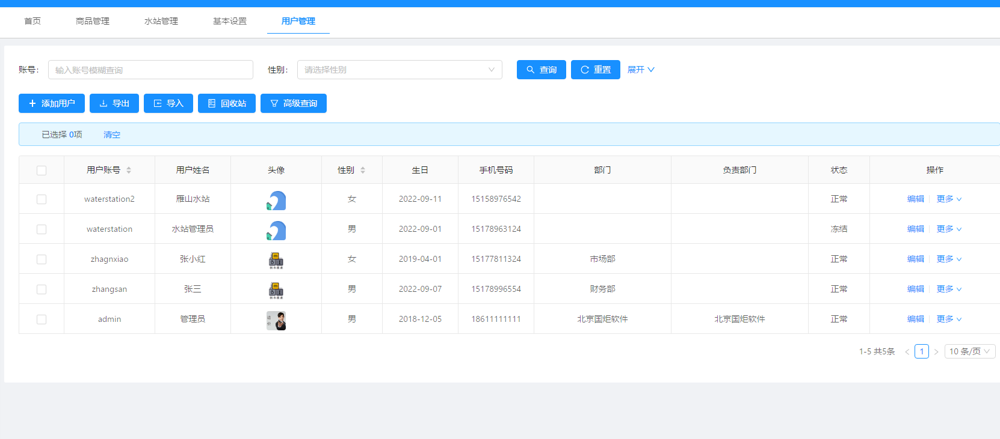 首页 商品管理 水站管理 基本设置 用户管理
账号： 输入账号模糊查询 性别： 请选择性别 查询 重置 展开
添加用户 导出 导入 回收站 高级查询
已选择 0项 清空
用户账号 用户姓名 头像 性别 生日 手机号码 部门 负责部门 状态 操作
waterstation2 雁山水站 女 2022-09-11 15158976542 正常 编辑 更多
waterstation 水站管理员 男 2022-09-01 15178963124 冻结 编辑 更多
zhagnxiao 张小红 女 2019-04-01 15177811324 市场部 正常 编辑 更多
zhangsan 张三 男 2022-09-07 15178996554 财务部 正常 编辑 更多
admin 管理员 男 2018-12-05 18611111111 北京国炬软件 北京国炬软件 正常 编辑 更多
1-5 共5条 < 1 > 10 条/页